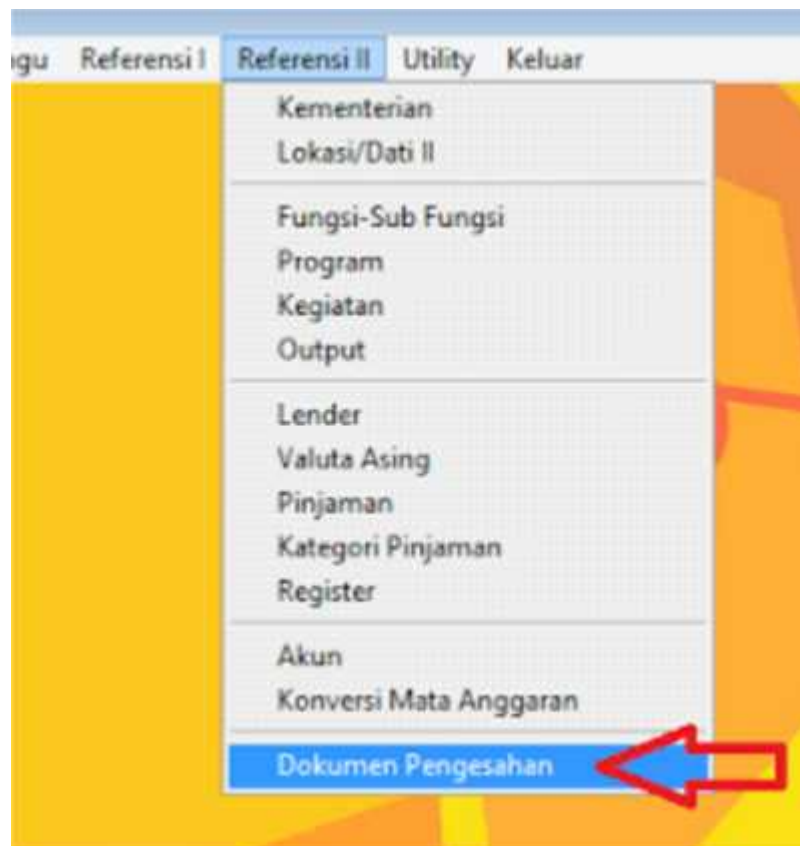 Referensi I Referensi II Utility Keluar
Kementerian
Lokasi/Dati II
Fungsi-Sub Fungsi
Program
Kegiatan
Output
Lender
Valuta Asing
Pinjaman
Kategori Pinjaman
Register
Akun
Konversi Mata Anggaran
Dokumen Pengesahan